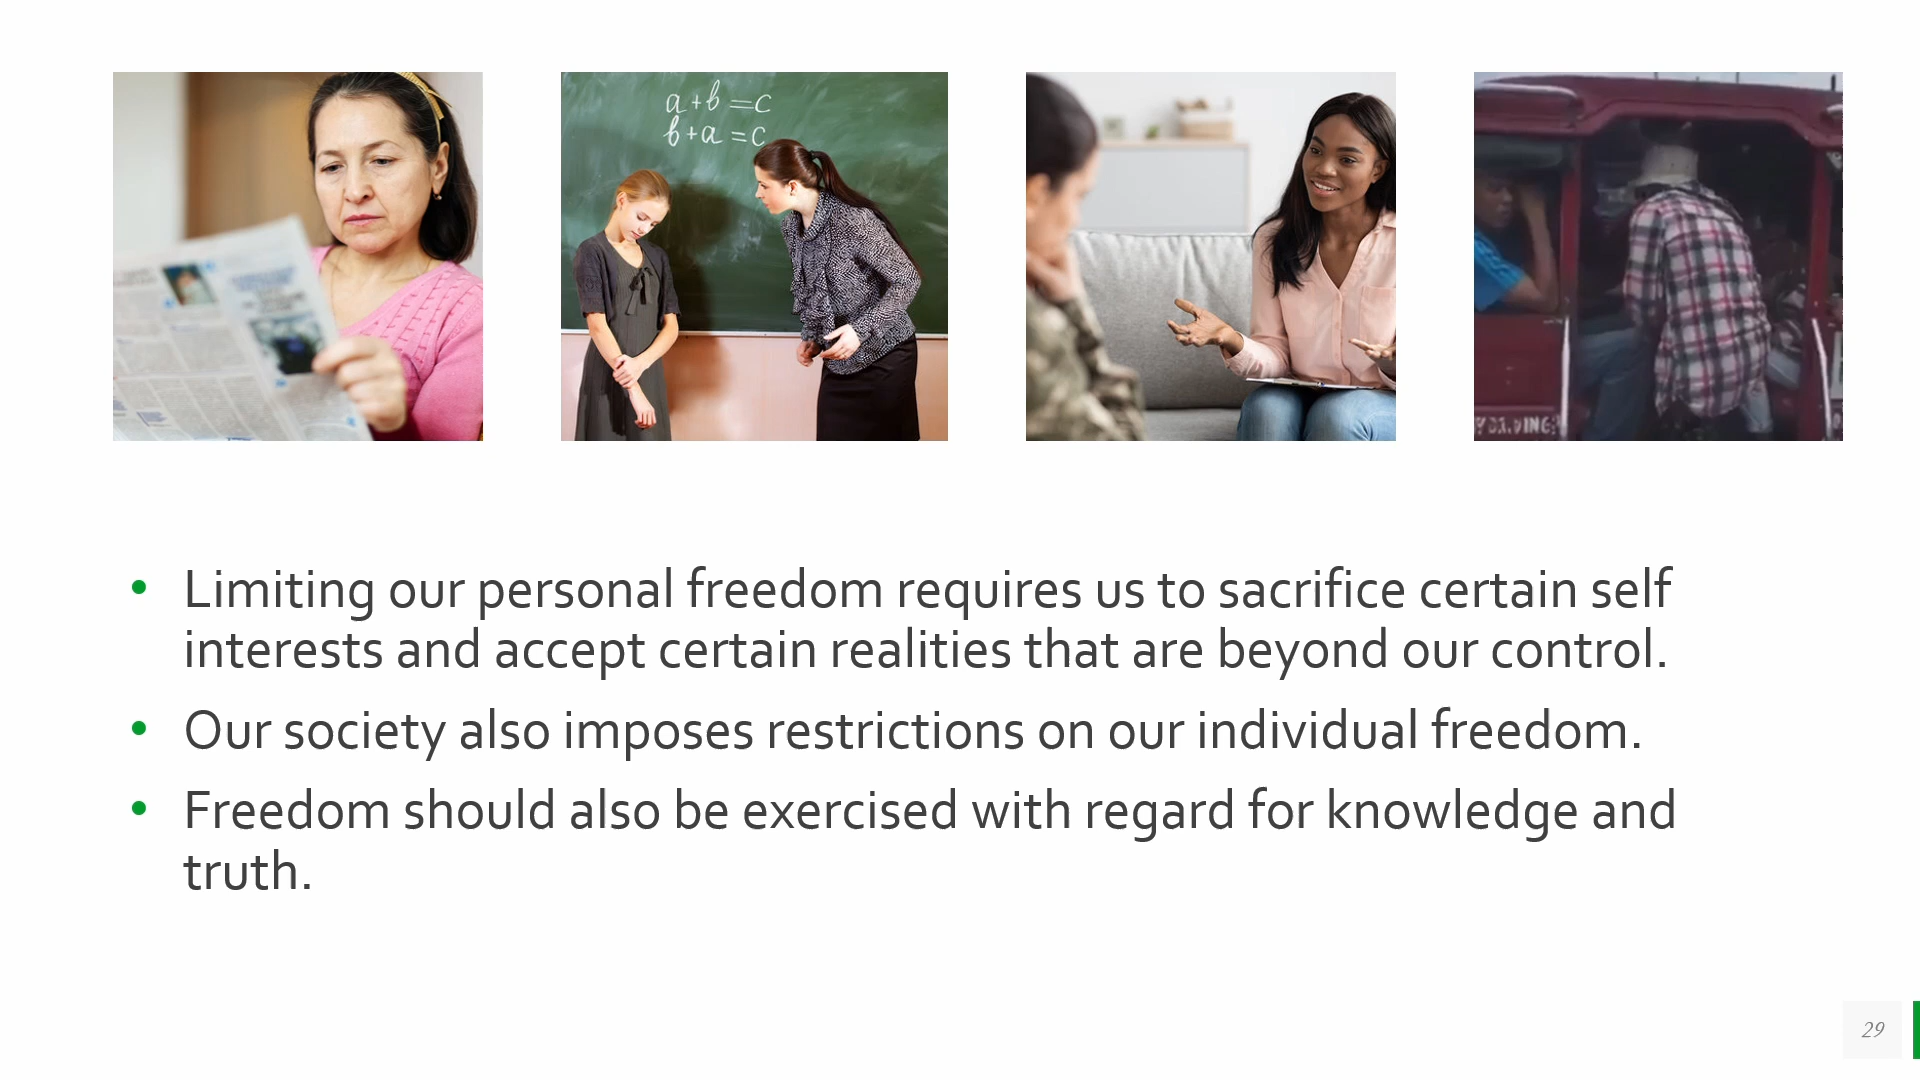 a + b = c
b + a = c
• Limiting our personal freedom requires us to sacrifice certain self
interests and accept certain realities that are beyond our control.
• Our society also imposes restrictions on our individual freedom.
• Freedom should also be exercised with regard for knowledge and
truth.
29